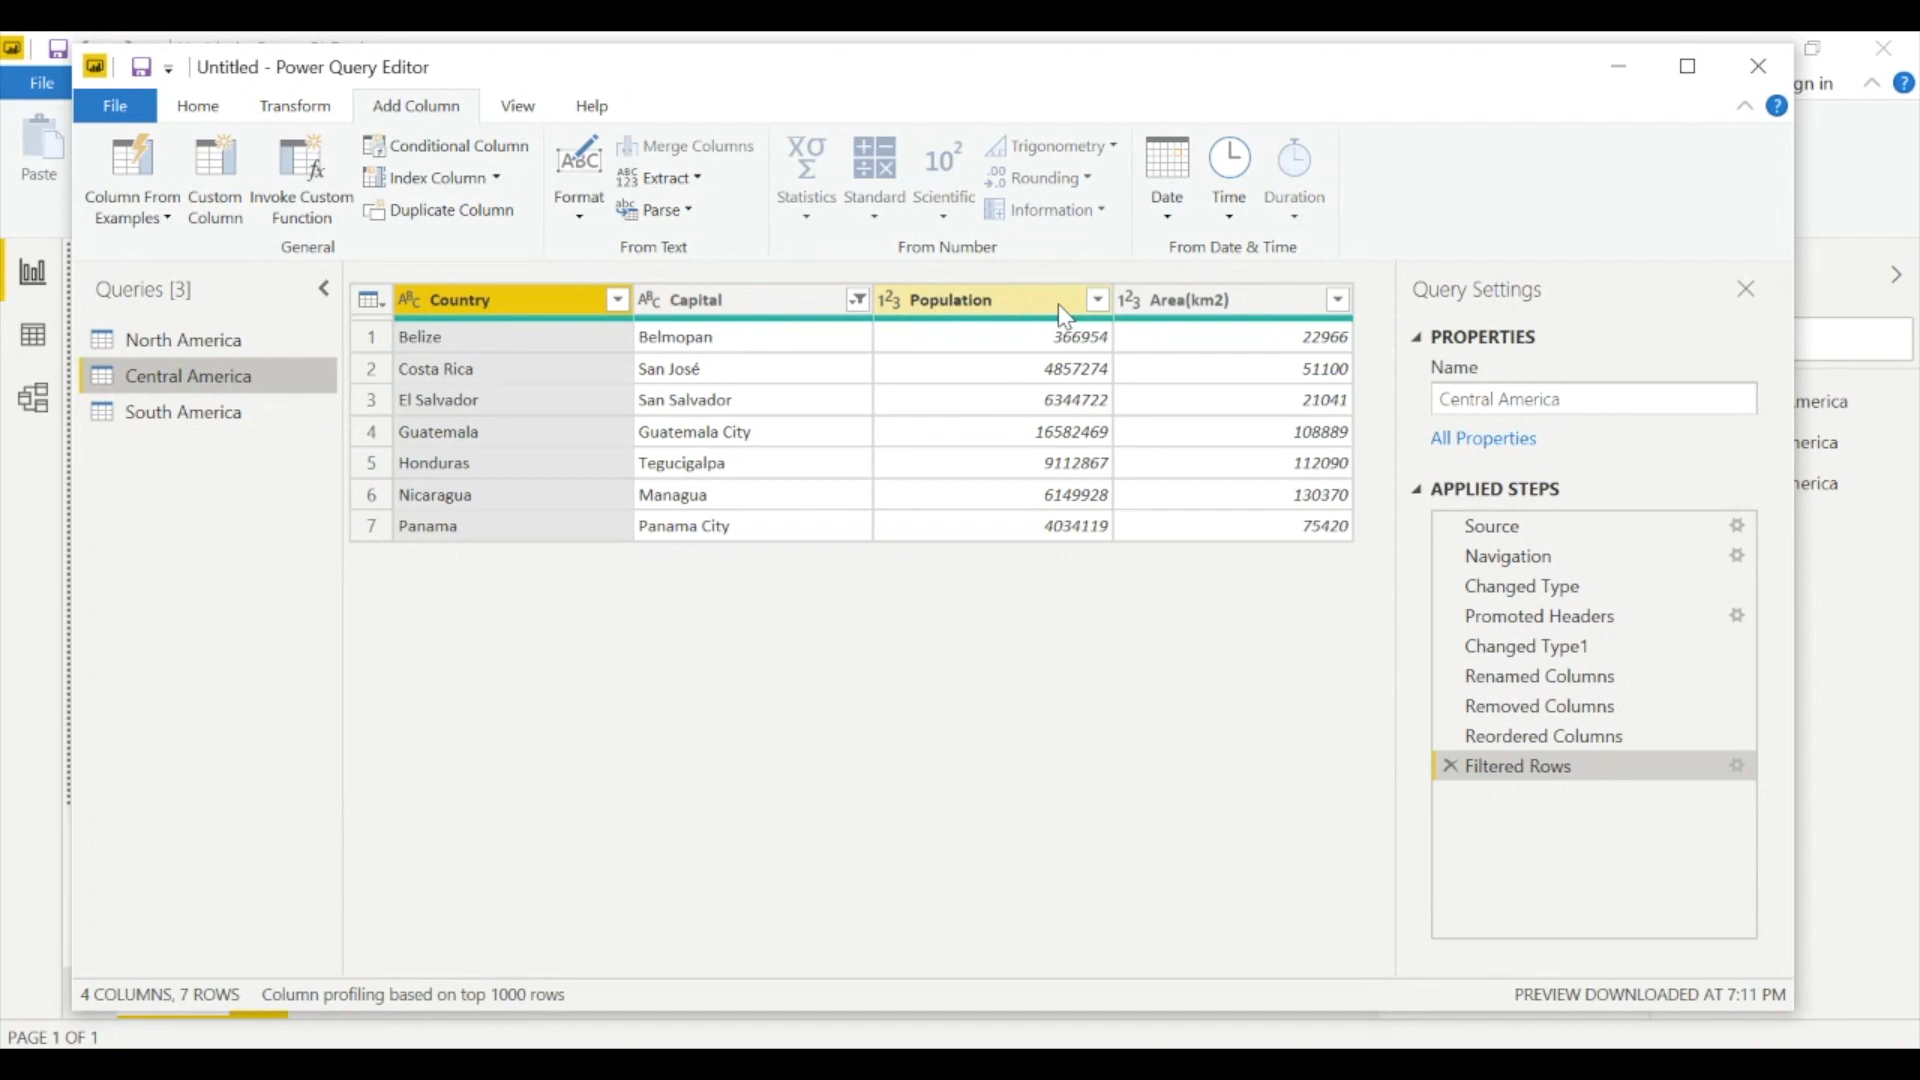 Untitled - Power Query Editor
File
gn in
File Home Transform Add Column View Help
Paste
Column From Examples
Custom Column
Invoke Custom Function
Conditional Column
Index Column
Duplicate Column
General
Format
Merge Columns
Extract
Parse
From Text
Statistics
Standard
Scientific
Trigonometry
Rounding
Information
From Number
Date
Time
Duration
From Date & Time
Queries [3]
North America
Central America
South America
Country Capital Population Area(km2)
1 Belize Belmopan 366954 22966
2 Costa Rica San José 4857274 51100
3 El Salvador San Salvador 6344722 21041
4 Guatemala Guatemala City 16582469 108889
5 Honduras Tegucigalpa 9112867 112090
6 Nicaragua Managua 6149928 130370
7 Panama Panama City 4034119 75420
Query Settings
PROPERTIES
Name
Central America
All Properties
APPLIED STEPS
Source
Navigation
Changed Type
Promoted Headers
Changed Type1
Renamed Columns
Removed Columns
Reordered Columns
Filtered Rows
merica
nerica
nerica
4 COLUMNS, 7 ROWS Column profiling based on top 1000 rows
PREVIEW DOWNLOADED AT 7:11 PM
PAGE 1 OF 1